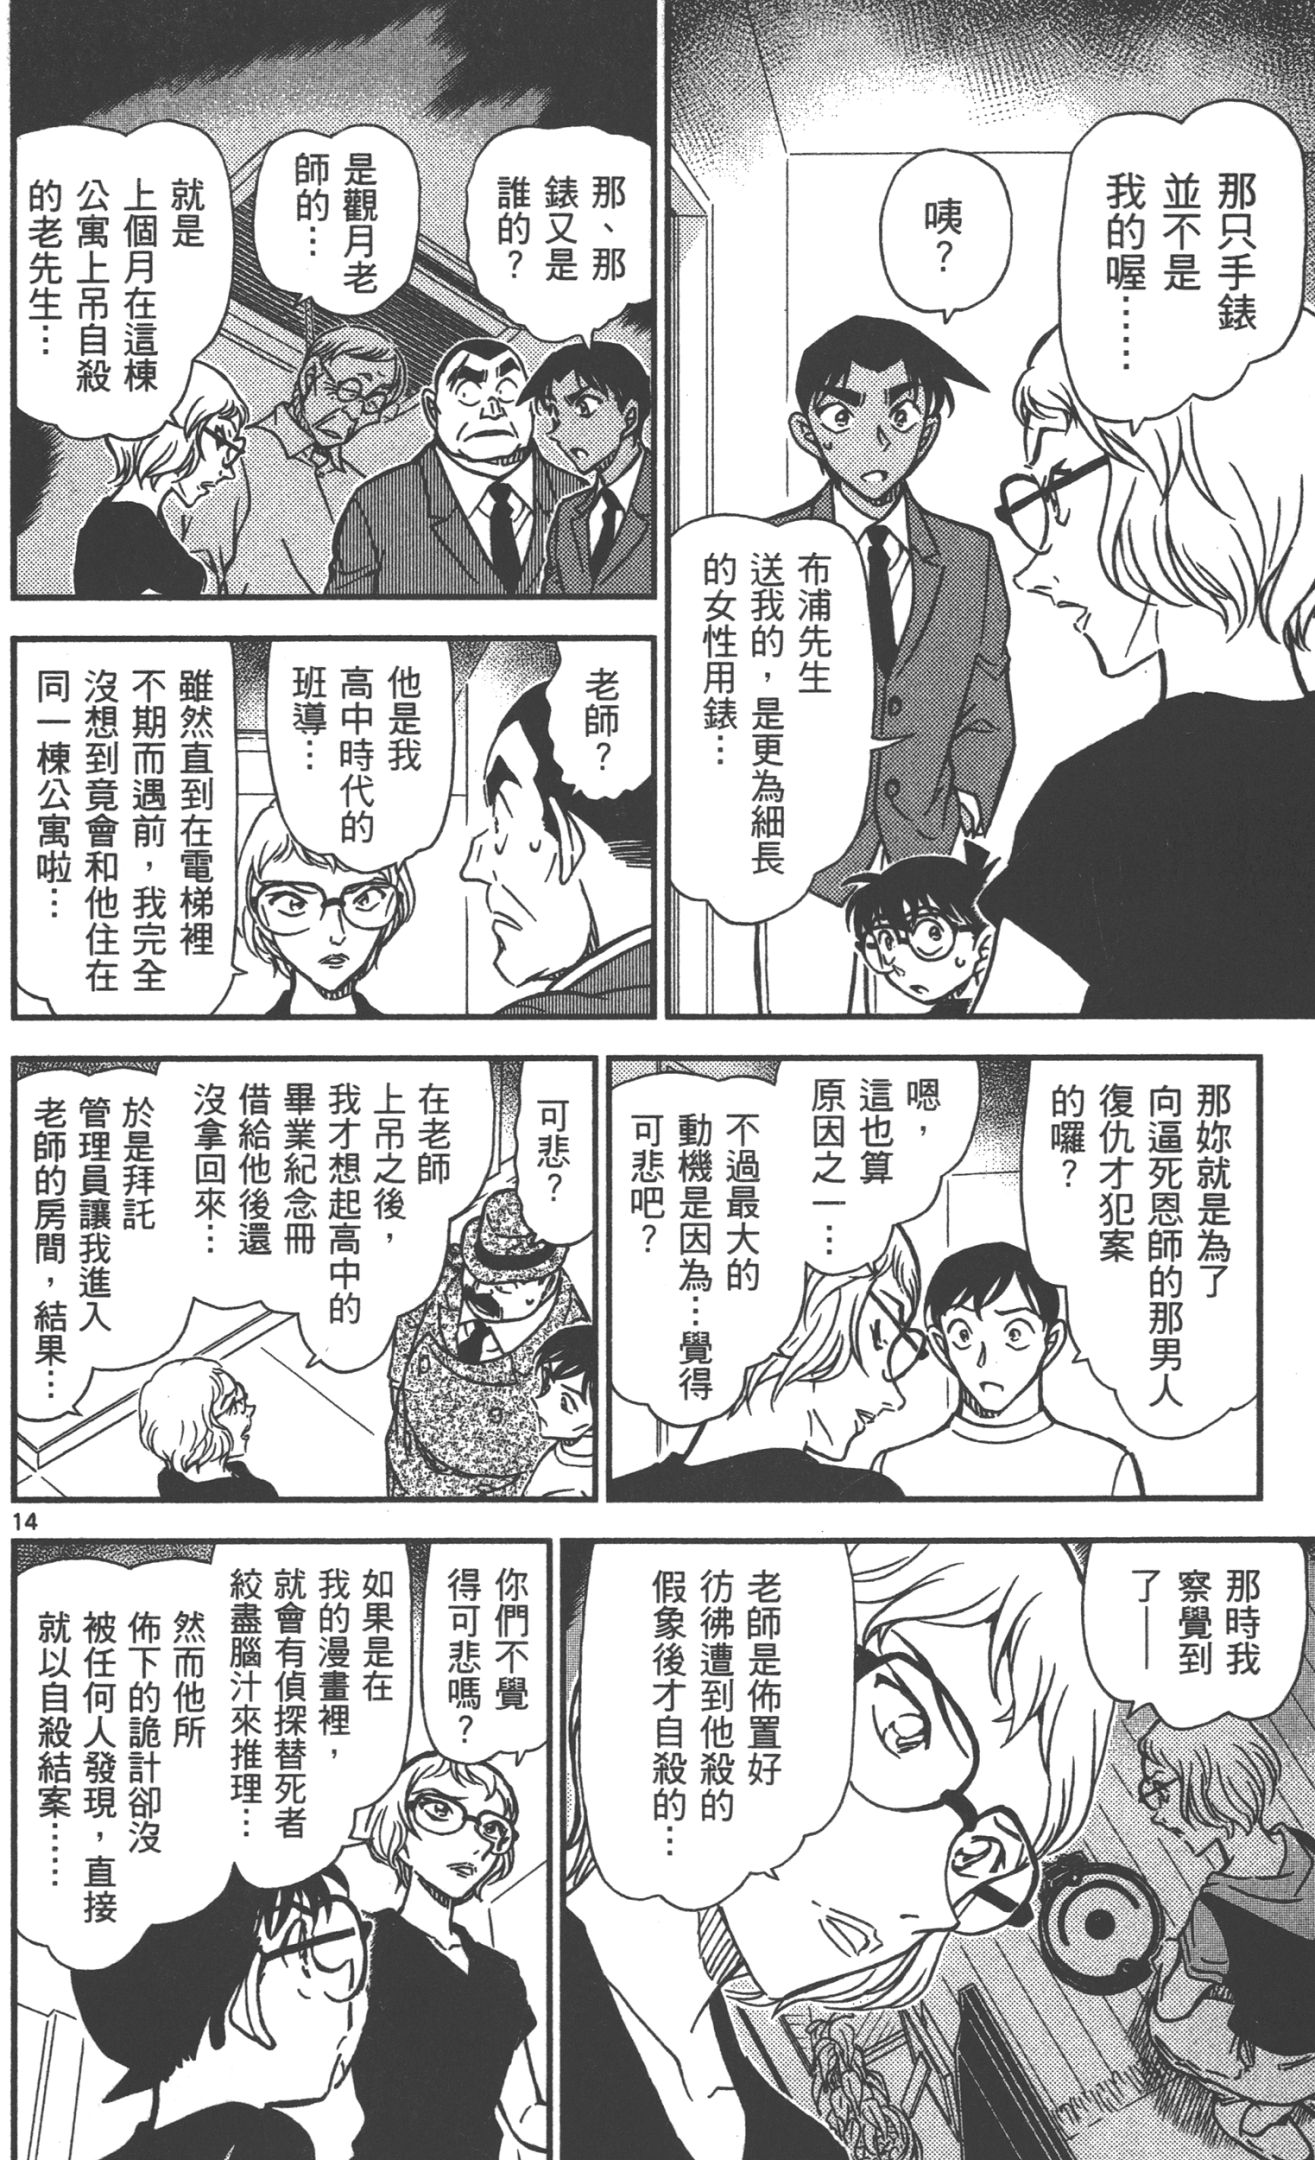 那只手錶
並不是
我的喔……
咦？
布浦先生
送我的，是更為細長
的女性用錶…
那、那
錶又是
誰的？
是觀月老
師的…
就是
上個月在這棟
公寓上吊自殺
的老先生…
老師？
他是我
高中時代的
班導…
雖然直到在電梯裡
不期而遇前，我完全
沒想到竟會和他住在
同一棟公寓啦…
那妳就是為了
向逼死恩師的那男人
復仇才犯案
的囉？
嗯，
這也算
原因之一…
不過最大的
動機是因為…覺得
可悲吧？
可悲？
在老師
上吊之後，
我才想起高中的
畢業紀念冊
借給他後還
沒拿回來…
於是拜託
管理員讓我進入
老師的房間，結果…
14
那時我
察覺到
了—
老師是佈置好
彷彿遭到他殺的
假象後才自殺的…
你們不覺
得可悲嗎？
如果是在
我的漫畫裡，
就會有偵探替死者
絞盡腦汁來推理…
然而他所
佈下的詭計卻沒
被任何人發現，直接
就以自殺結案……